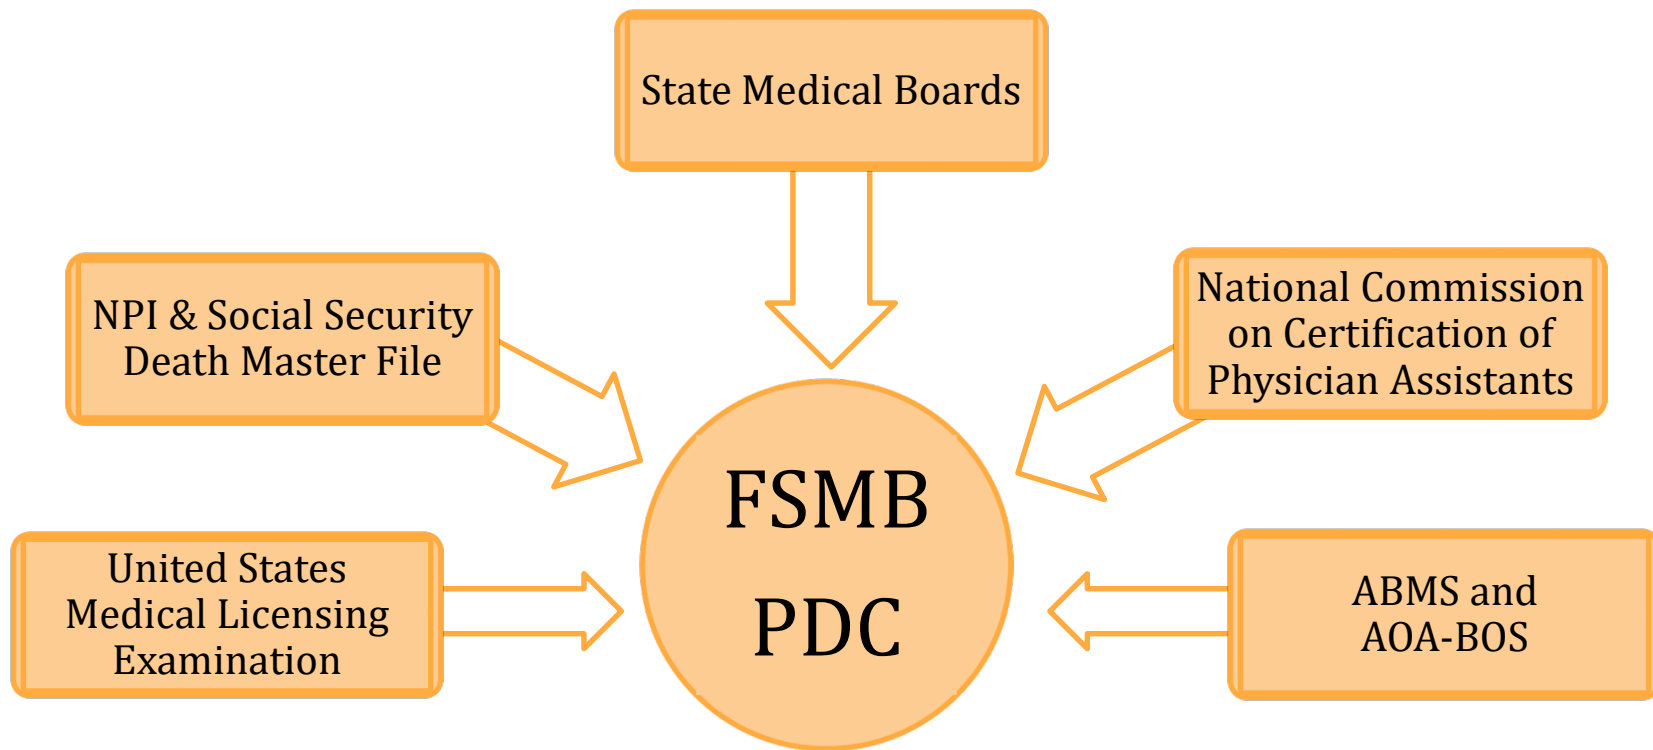 State Medical Boards
NPI & Social Security
Death Master File
National Commission
on Certification of
Physician Assistants
FSMB
PDC
United States
Medical Licensing
Examination
ABMS and
AOA-BOS